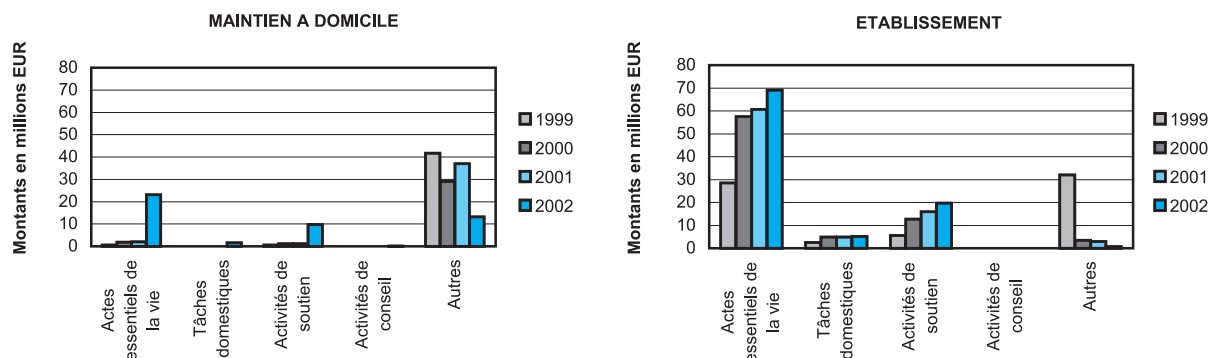 MAINTIEN A DOMICILE
Montants en millions EUR
80
70
60
50
40
30
20
10
0
Actes
essentiels de
la vie
Tâches
domestiques
Activités de
soutien
Activités de
conseil
Autres
1999
2000
2001
2002
ETABLISSEMENT
Montants en millions EUR
80
70
60
50
40
30
20
10
0
Actes
essentiels de
la vie
Tâches
domestiques
Activités de
soutien
Activités de
conseil
Autres
1999
2000
2001
2002